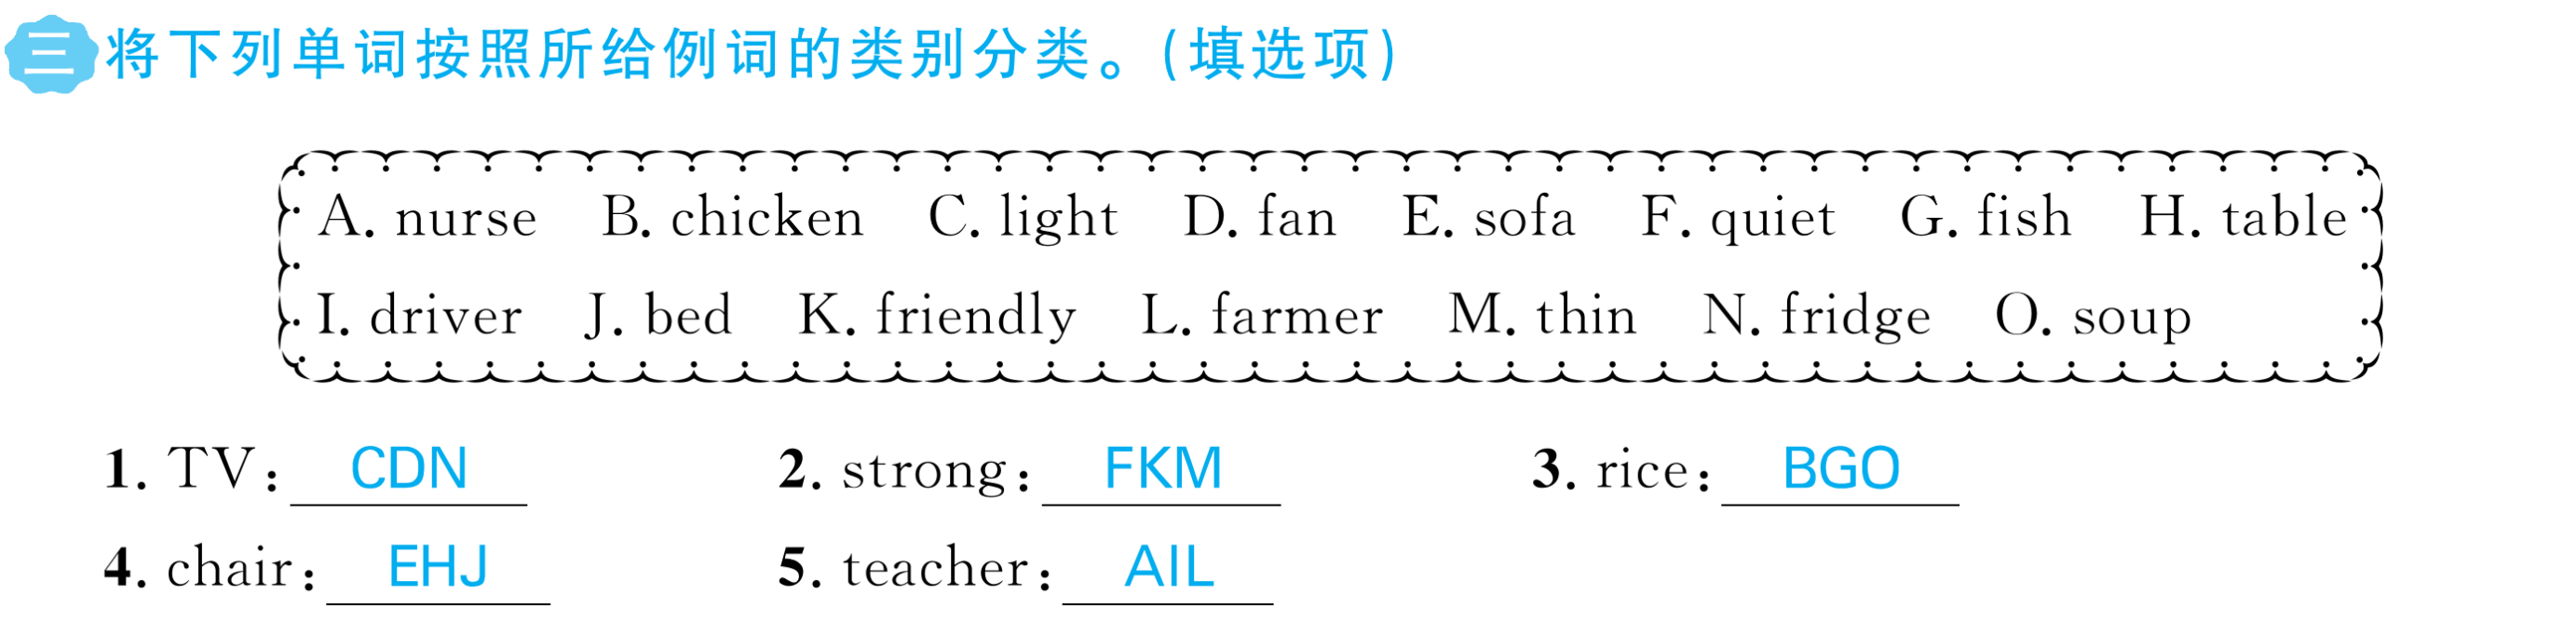 三 将下列单词按照所给例词的类别分类。(填选项)
A. nurse B. chicken C. light D. fan E. sofa F. quiet G. fish H. table
I. driver J. bed K. friendly L. farmer M. thin N. fridge O. soup
1. TV: CDN 2. strong: FKM 3. rice: BGO
4. chair: EHJ 5. teacher: AIL